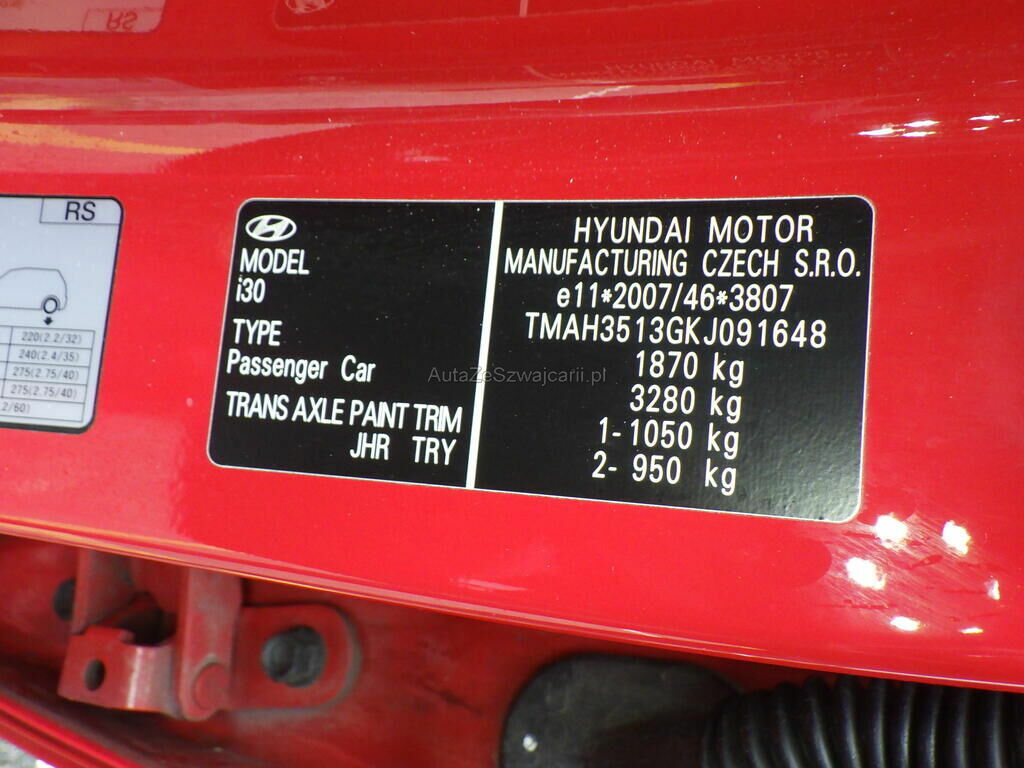 RS
220(2.2/32)
240(2.4/35)
275(2.75/40)
275(2.75/40)
MODEL
i30
TYPE
Passenger Car
TRANS AXLE PAINT TRIM
JHR TRY
HYUNDAI MOTOR
MANUFACTURING CZECH S.R.O.
e11*2007/46*3807
TMAH3513GKJ091648
1870 kg
3280 kg
1- 1050 kg
2- 950 kg
AutaZeSzwajcarii.pl